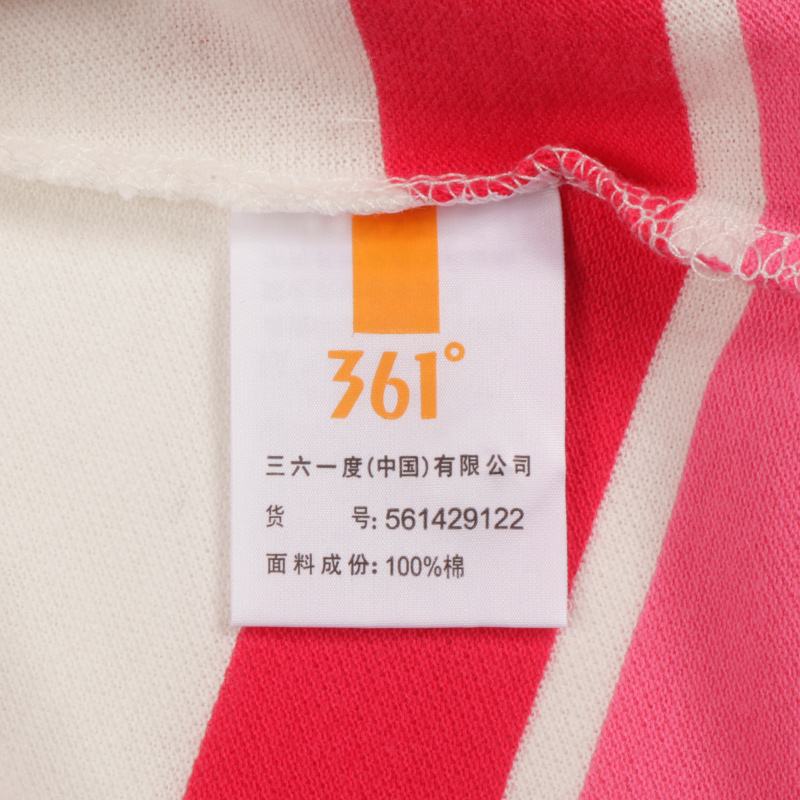 361°
三六一度(中国)有限公司
货 号: 561429122
面料成份: 100%棉